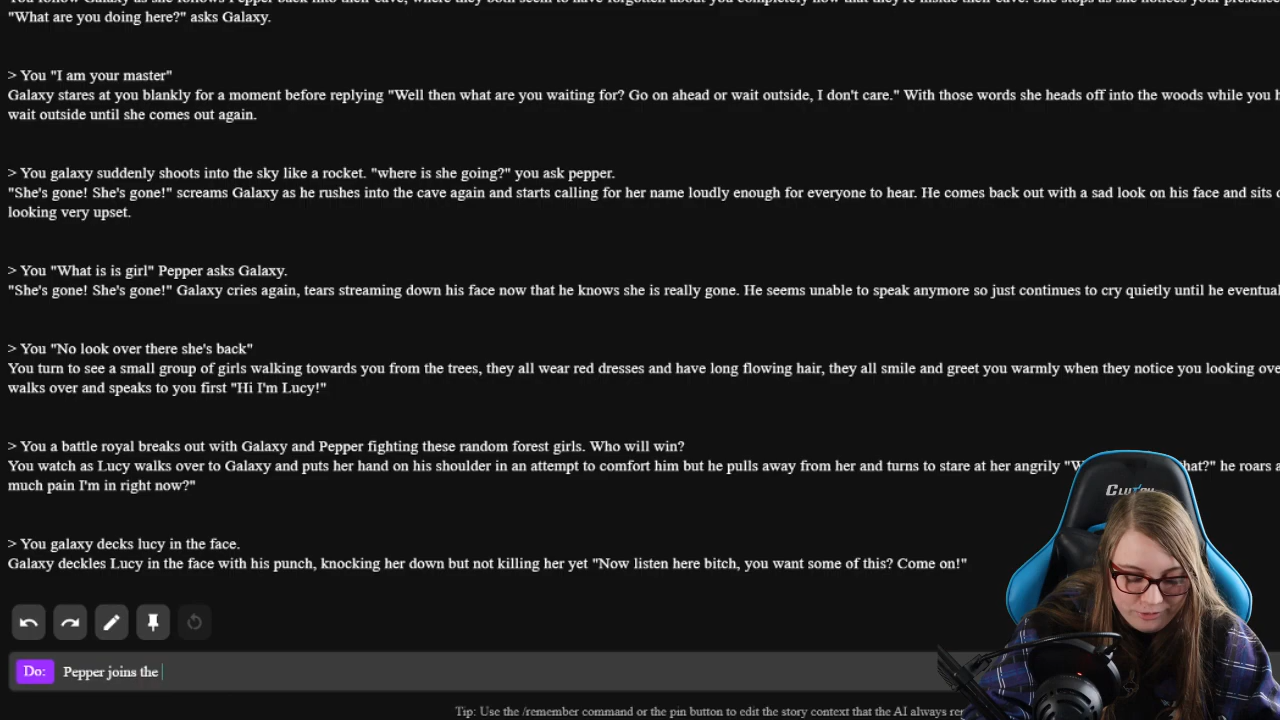 You follow Galaxy as she follows Pepper back into their cave, where they both seem to have forgotten about you completely now that they're inside their cave. She stops as she notices your presence
"What are you doing here?" asks Galaxy.
> You "I am your master"
Galaxy stares at you blankly for a moment before replying "Well then what are you waiting for? Go on ahead or wait outside, I don't care." With those words she heads off into the woods while you h
wait outside until she comes out again.
> You galaxy suddenly shoots into the sky like a rocket. "where is she going?" you ask pepper.
"She's gone! She's gone!" screams Galaxy as he rushes into the cave again and starts calling for her name loudly enough for everyone to hear. He comes back out with a sad look on his face and sits
looking very upset.
> You "What is is girl" Pepper asks Galaxy.
"She's gone! She's gone!" Galaxy cries again, tears streaming down his face now that he knows she is really gone. He seems unable to speak anymore so just continues to cry quietly until he eventual
> You "No look over there she's back"
You turn to see a small group of girls walking towards you from the trees, they all wear red dresses and have long flowing hair, they all smile and greet you warmly when they notice you looking ove
walks over and speaks to you first "Hi I'm Lucy!"
> You a battle royal breaks out with Galaxy and Pepper fighting these random forest girls. Who will win?
You watch as Lucy walks over to Galaxy and puts her hand on his shoulder in an attempt to comfort him but he pulls away from her and turns to stare at her angrily hat?" he roars a
much pain I'm in right now?"
> You galaxy decks lucy in the face.
Galaxy deckles Lucy in the face with his punch, knocking her down but not killing her yet "Now listen here bitch, you want some of this? Come on!"
CLUTCH
Do: Pepper joins the
Tip: Use the /remember command or the pin button to edit the story context that the AI always re